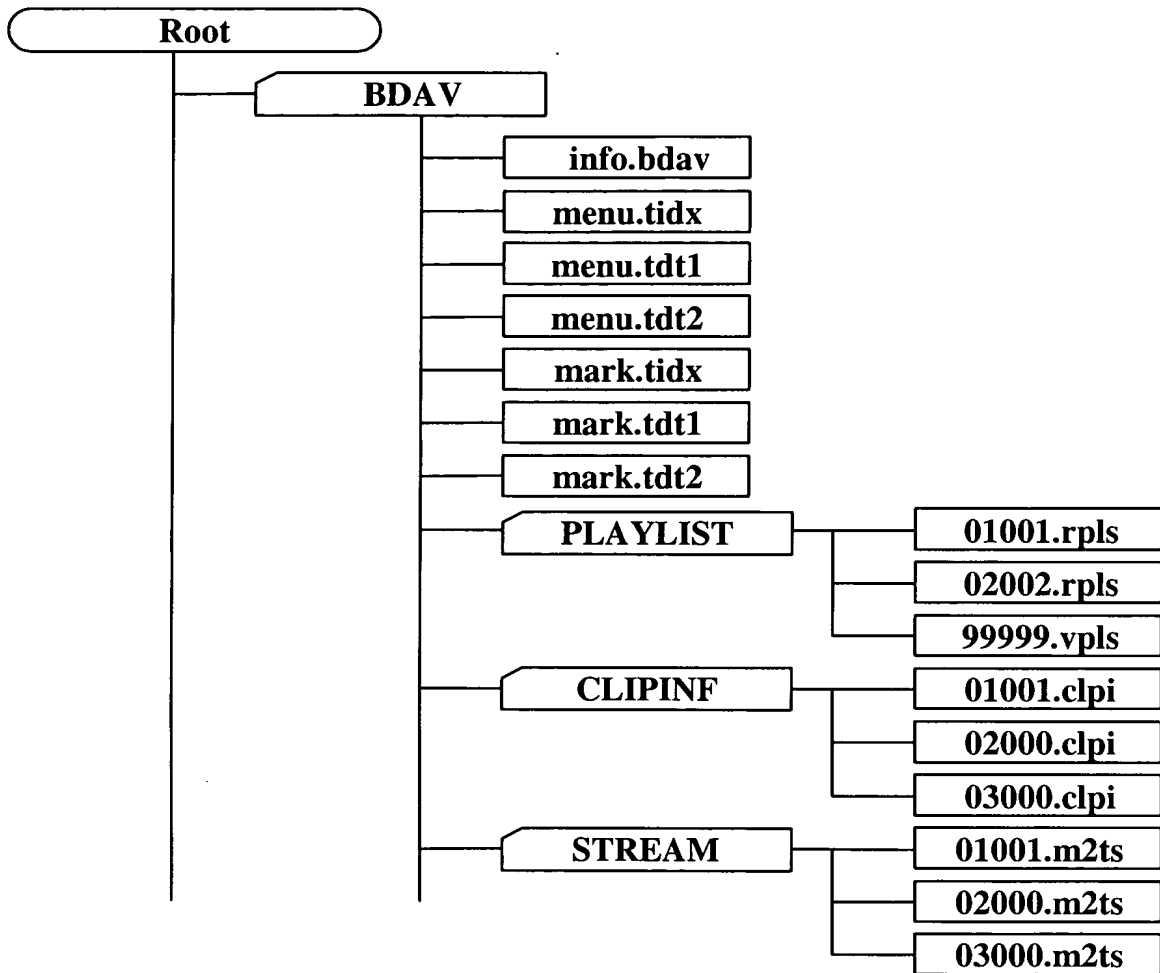 Root
BDAV
info.bdav
menu.tidx
menu.tdt1
menu.tdt2
mark.tidx
mark.tdt1
mark.tdt2
PLAYLIST
01001.rpls
02002.rpls
99999.vpls
CLIPINF
01001.clpi
02000.clpi
03000.clpi
STREAM
01001.m2ts
02000.m2ts
03000.m2ts